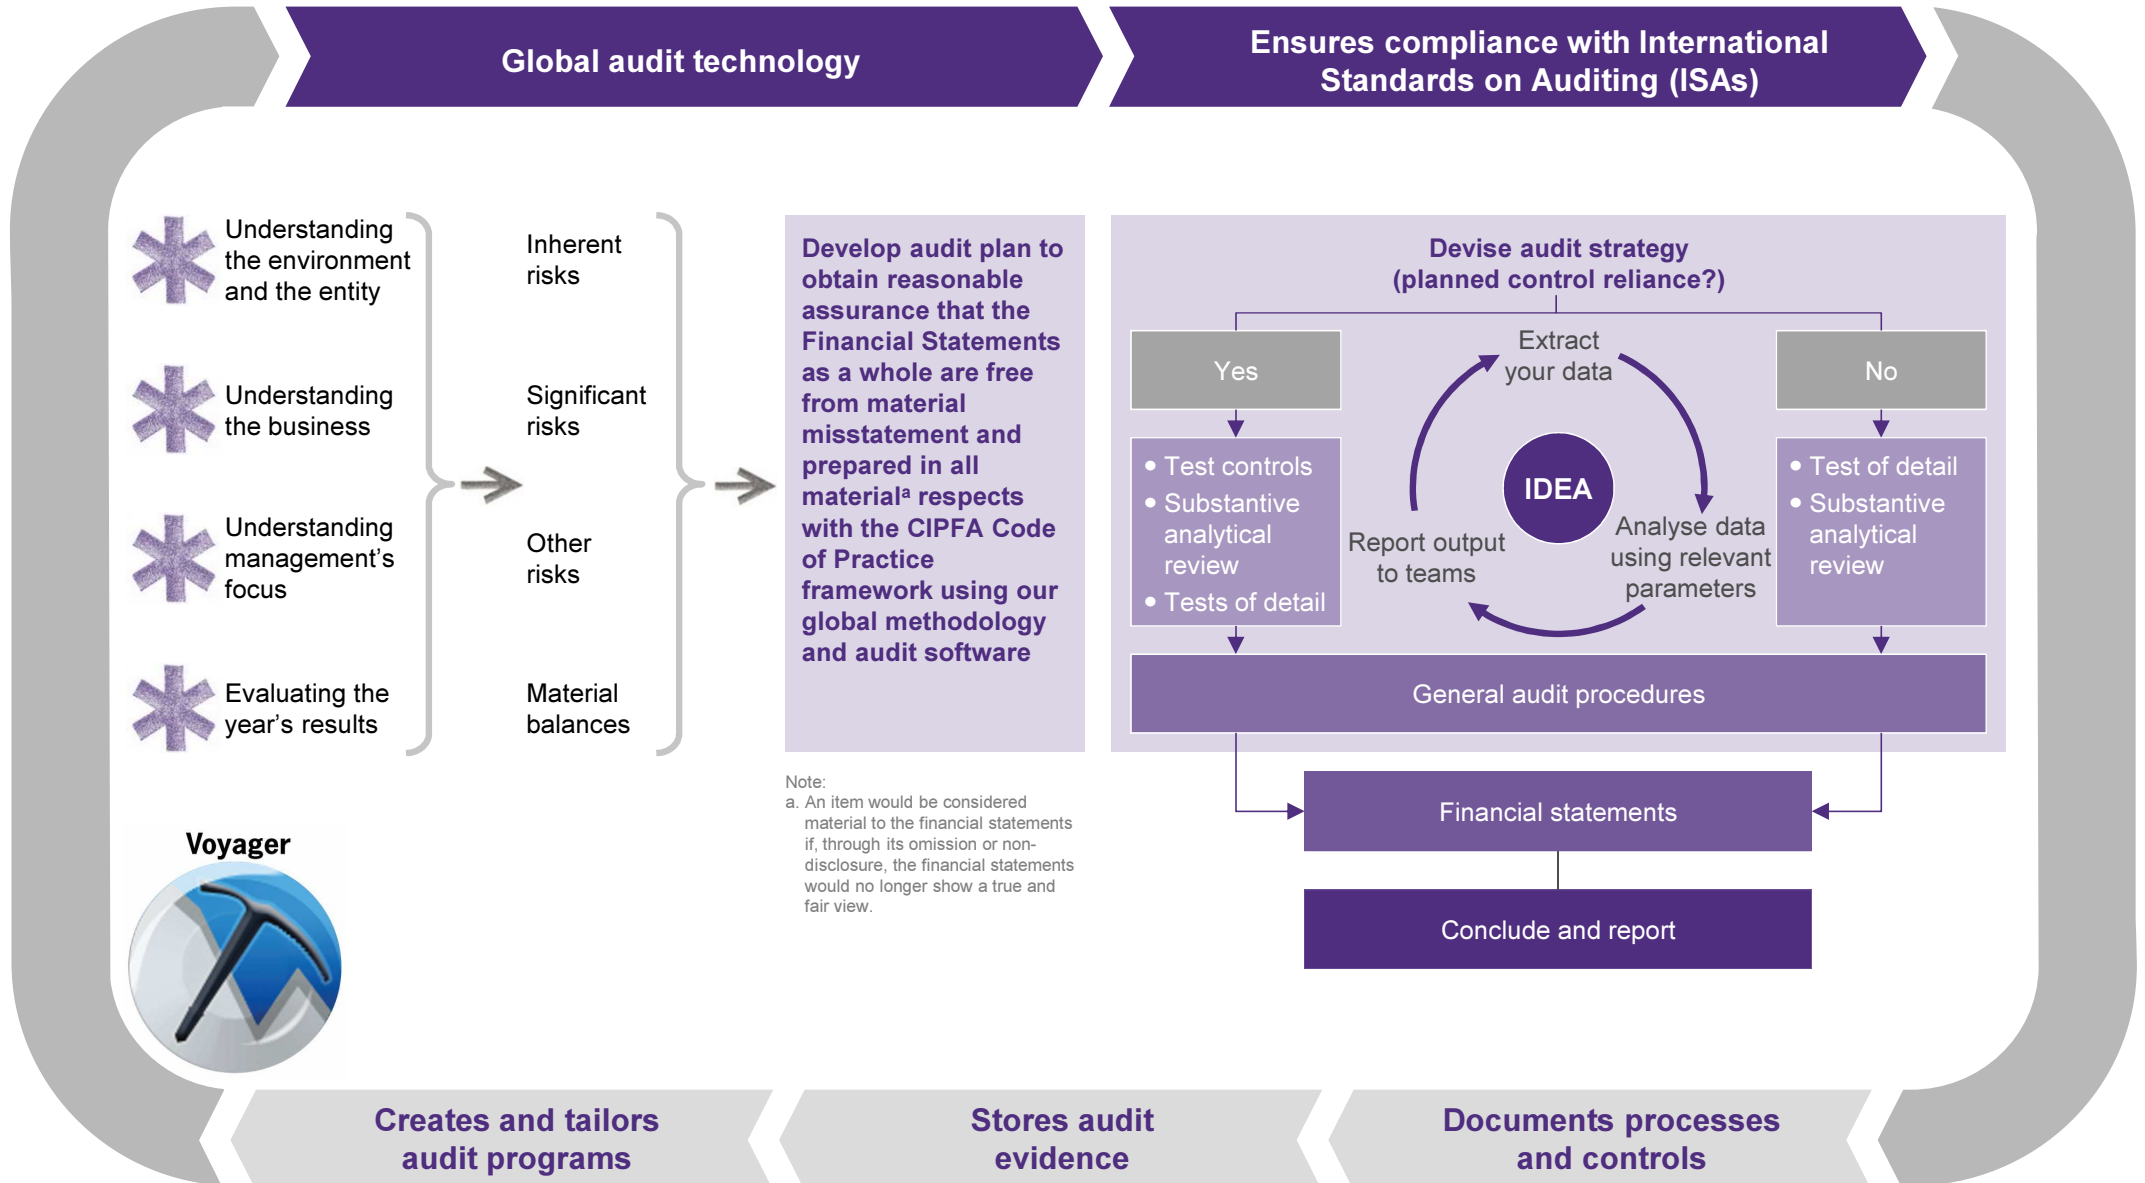 Global audit technology
Ensures compliance with International
Standards on Auditing (ISAs)
Understanding
the environment
and the entity
Understanding
the business
Understanding
management’s
focus
Evaluating the
year’s results
Inherent
risks
Significant
risks
Other
risks
Material
balances
Develop audit plan to
obtain reasonable
assurance that the
Financial Statements
as a whole are free
from material
misstatement and
prepared in all
materialᵃ respects
with the CIPFA Code
of Practice
framework using our
global methodology
and audit software
Note:
a. An item would be considered
material to the financial statements
if, through its omission or non-
disclosure, the financial statements
would no longer show a true and
fair view.
Devise audit strategy
(planned control reliance?)
Yes
• Test controls
• Substantive
analytical
review
• Tests of detail
Extract
your data
IDEA
Analyse data
using relevant
parameters
Report output
to teams
No
• Test of detail
• Substantive
analytical
review
General audit procedures
Financial statements
Conclude and report
Voyager
Creates and tailors
audit programs
Stores audit
evidence
Documents processes
and controls